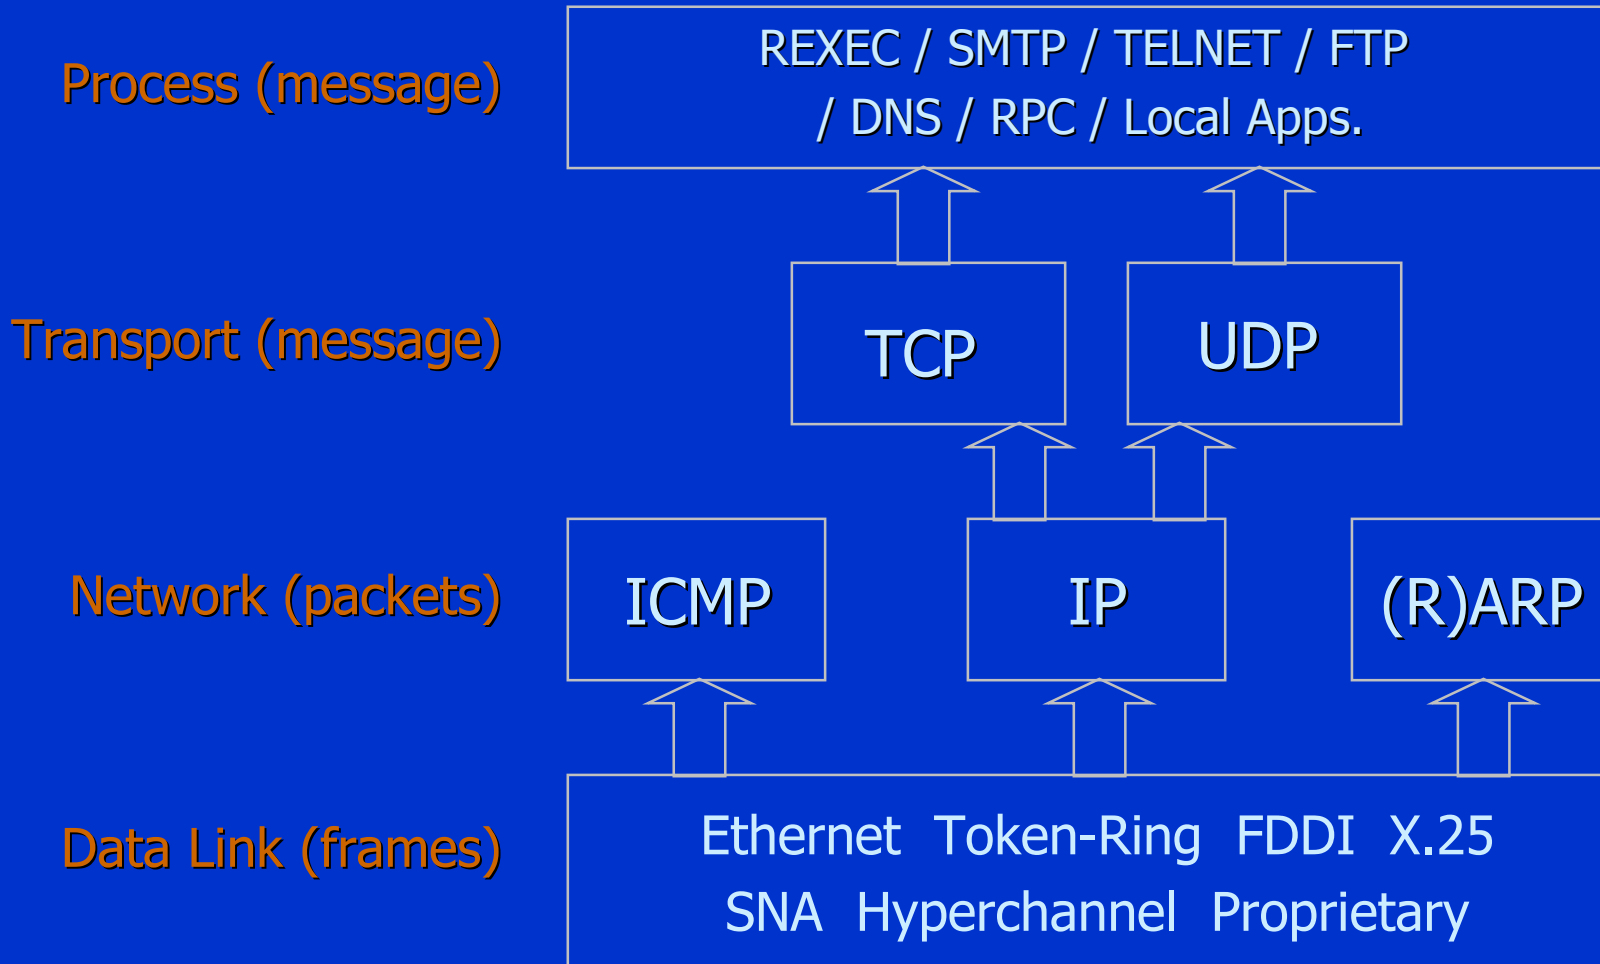 Process (message)
REXEC / SMTP / TELNET / FTP
/ DNS / RPC / Local Apps.
Transport (message)
TCP
UDP
Network (packets)
ICMP
IP
(R)ARP
Data Link (frames)
Ethernet Token-Ring FDDI X.25
SNA Hyperchannel Proprietary